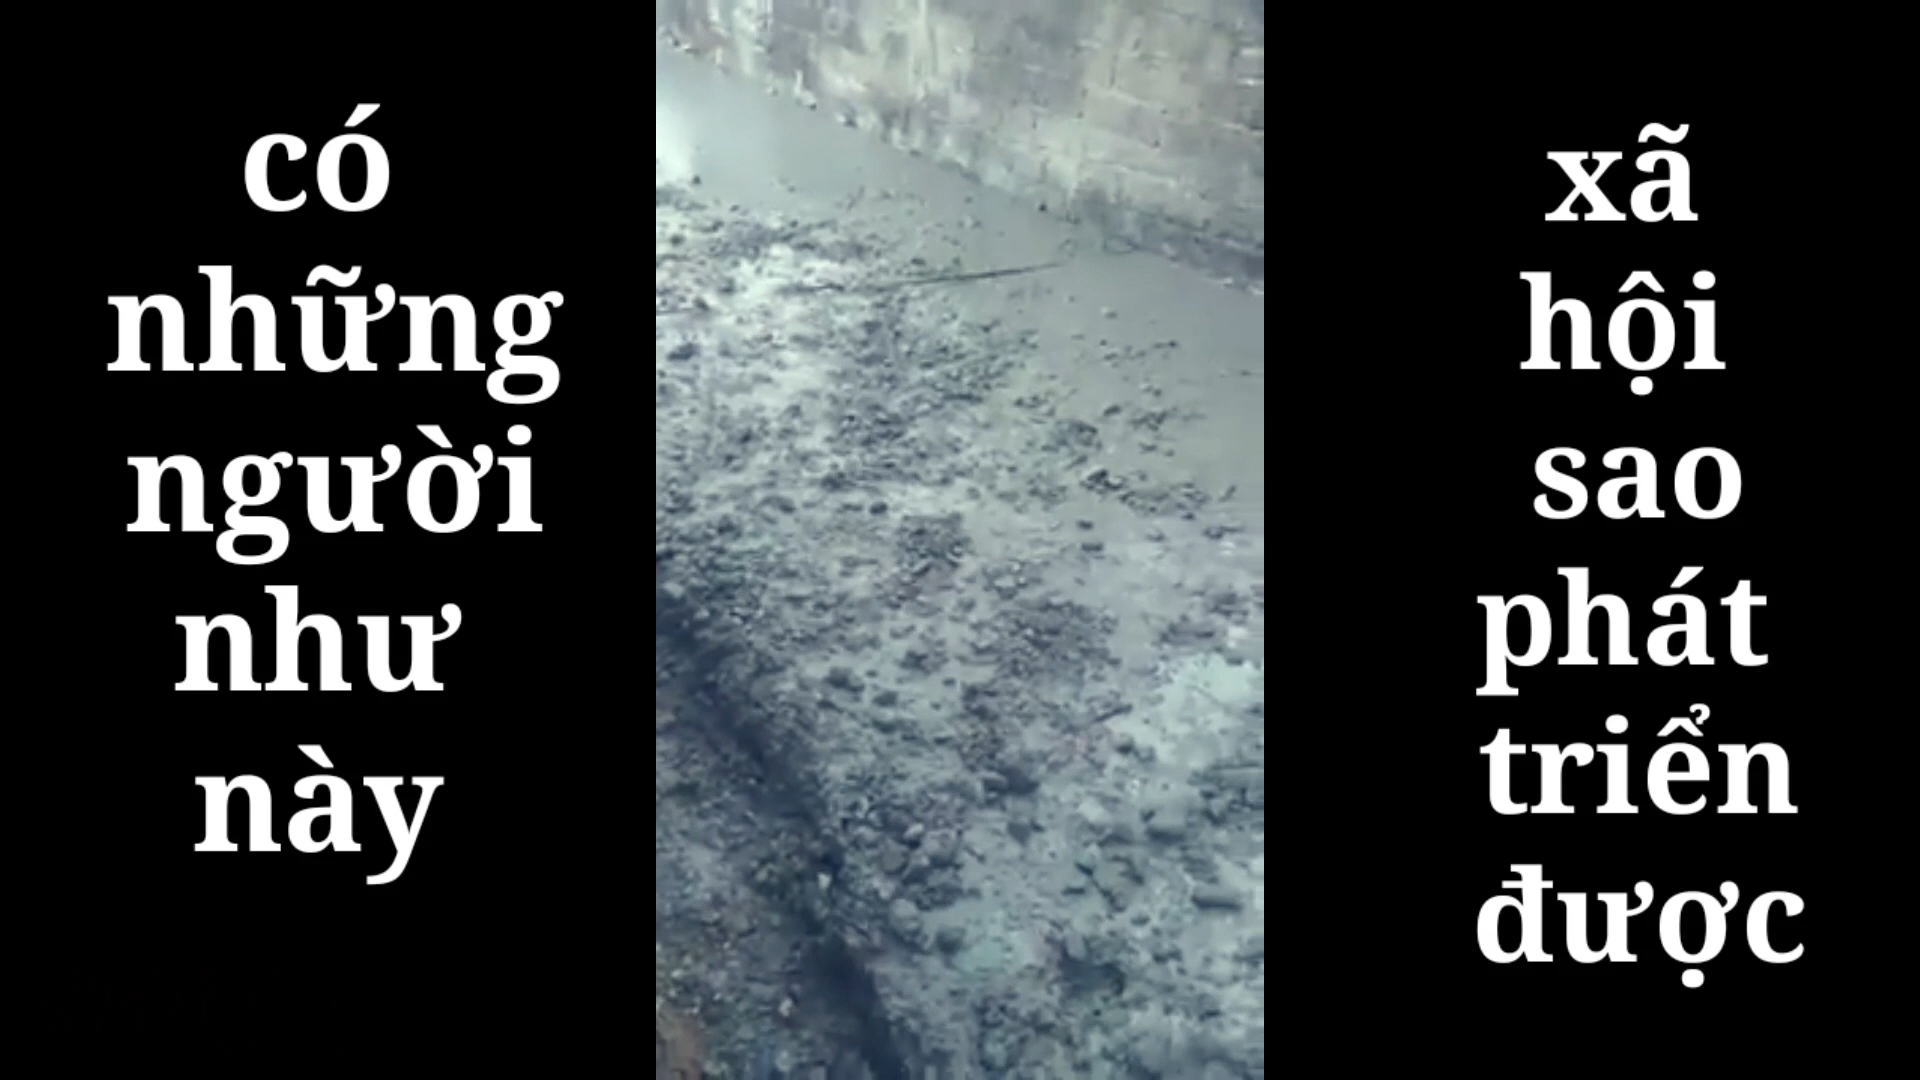 có
những
người
như
này
xã
hội
sao
phát
triển
được